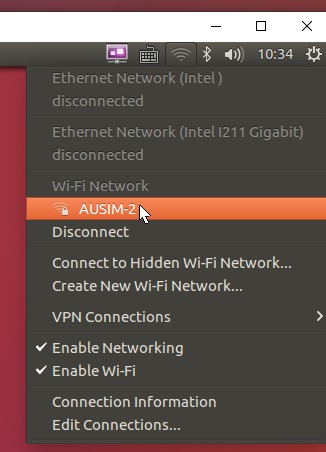 10:34
Ethernet Network (Intel )
disconnected
Ethernet Network (Intel I211 Gigabit)
disconnected
Wi-Fi Network
AUSIM-2
Disconnect
Connect to Hidden Wi-Fi Network...
Create New Wi-Fi Network...
VPN Connections
Enable Networking
Enable Wi-Fi
Connection Information
Edit Connections...